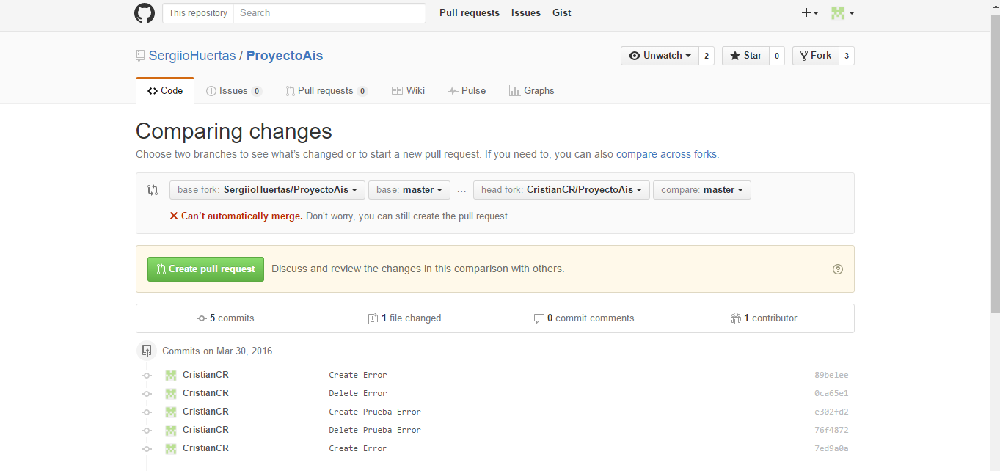 This repository Search Pull requests Issues Gist
SergiioHuertas / ProyectoAis Unwatch 2 Star 0 Fork 3
Code Issues 0 Pull requests 0 Wiki Pulse Graphs
Comparing changes
Choose two branches to see what's changed or to start a new pull request. If you need to, you can also compare across forks.
base fork: SergiioHuertas/ProyectoAis base: master ... head fork: CristianCR/ProyectoAis compare: master
Can't automatically merge. Don't worry, you can still create the pull request.
Create pull request Discuss and review the changes in this comparison with others.
5 commits 1 file changed 0 commit comments 1 contributor
Commits on Mar 30, 2016
CristianCR Create Error 89be1ee
CristianCR Delete Error 0ca65e1
CristianCR Create Prueba Error e302fd2
CristianCR Delete Prueba Error 76f4872
CristianCR Create Error 7ed9a0a